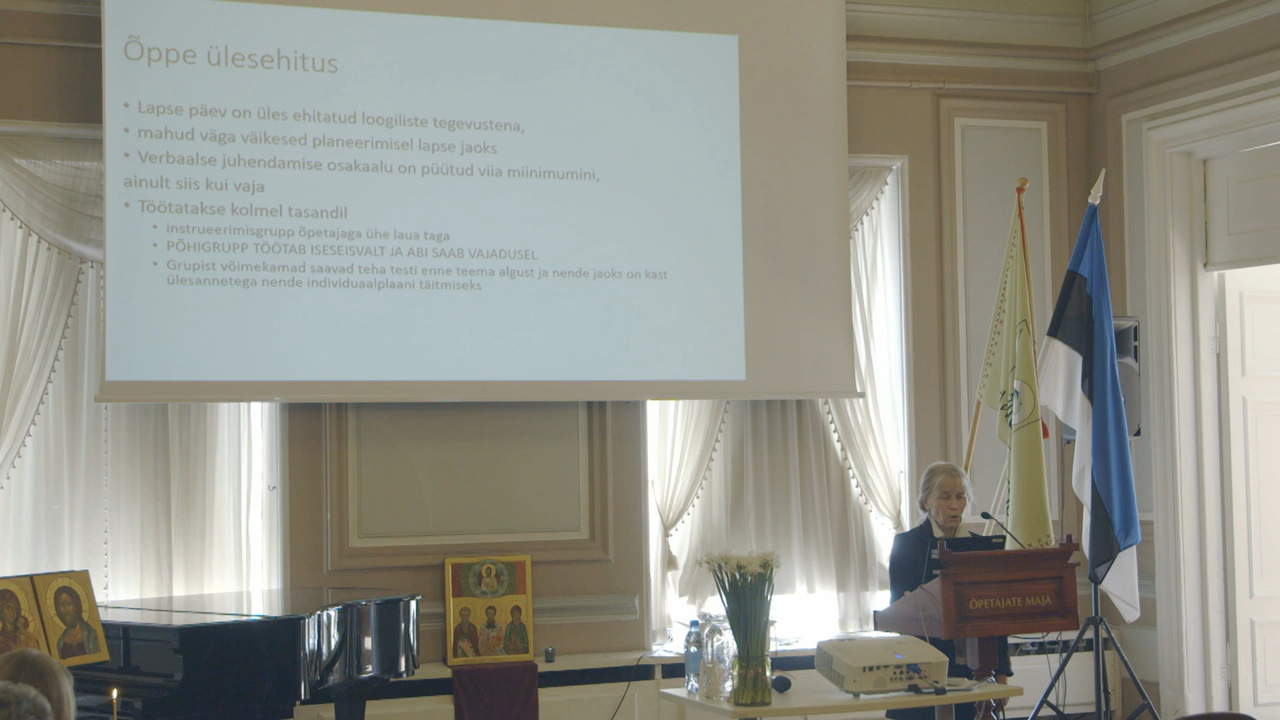 Õppe ülesehitus
• Lapse päev on üles ehitatud loogiliste tegevustena,
• mahud väga väikesed planeerimisel lapse jaoks
• Verbaalse juhendamise osakaalu on püütud viia miinimumini,
ainult siis kui vaja
• Töötatakse kolmel tasandil
• instrueerimisgrupp õpetajaga ühe laua taga
• PÕHIGRUPP TÖÖTAB ISESEISVALT JA ABI SAAB VAJADUSEL
• Grupist võimekamad saavad teha testi enne teema algust ja nende jaoks on kast
ülesannetega nende individuaalplaani täitmiseks
ÕPETAJATE MAJA